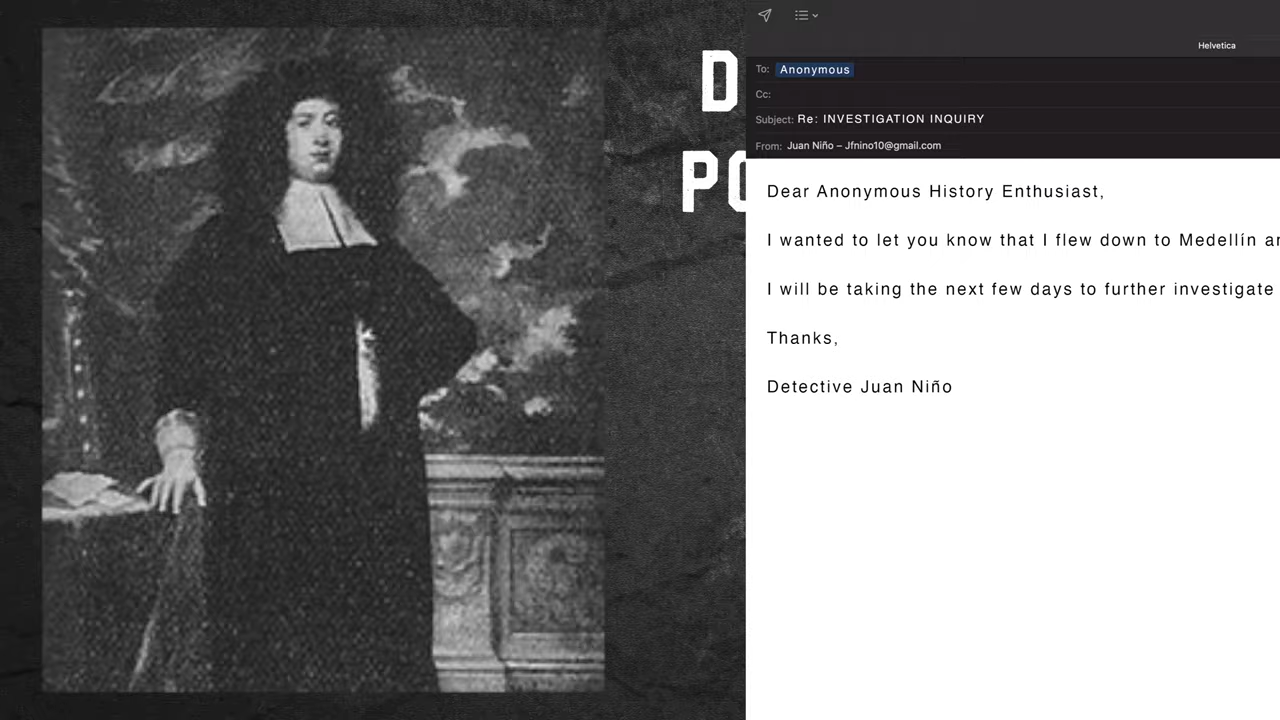 D
PO
Helvetica
To: Anonymous
Cc:
Subject: Re: INVESTIGATION INQUIRY
From: Juan Niño – Jfnino10@gmail.com
Dear Anonymous History Enthusiast,
I wanted to let you know that I flew down to Medellín
I will be taking the next few days to further investigate
Thanks,
Detective Juan Niño